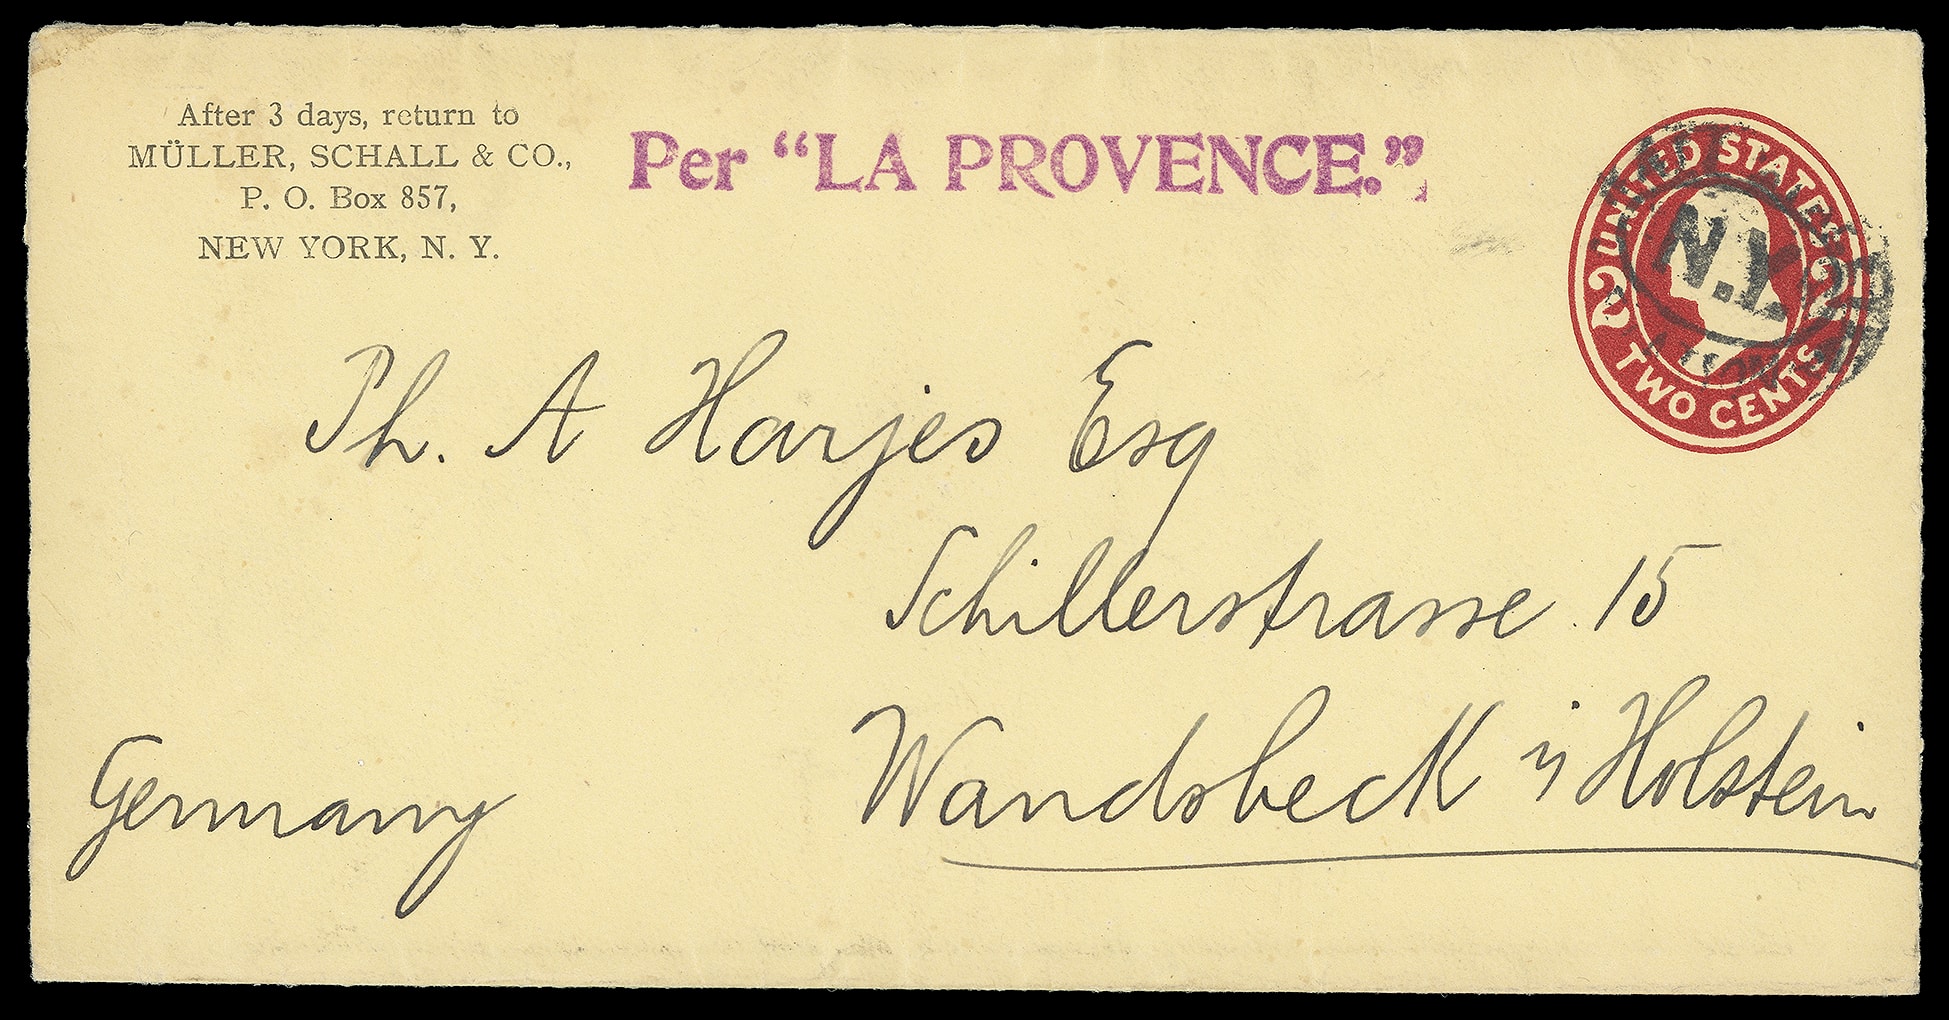 After 3 days, return to
MÜLLER, SCHALL & CO.,
P. O. Box 857,
NEW YORK, N. Y.
Per “LA PROVENCE.”
UNITED STATES
2 2
TWO CENTS
N.Y.
Ph. A Harjes Esq
Schillerstrasse 15
Wandsbeck i/ Holstein
Germany